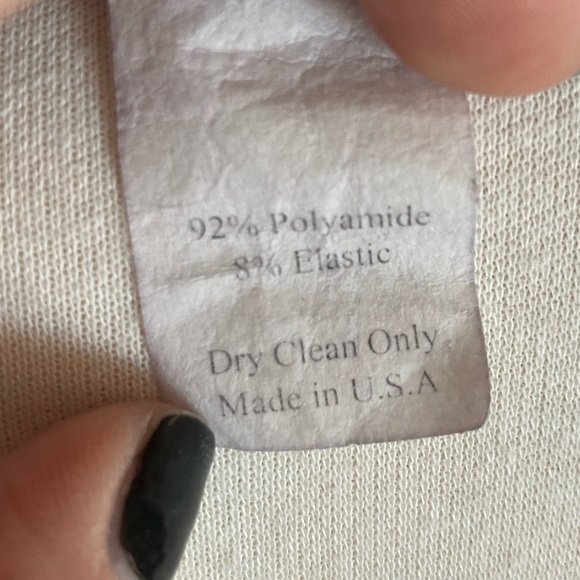 92% Polyamide
8% Elastic
Dry Clean Only
Made in U.S.A